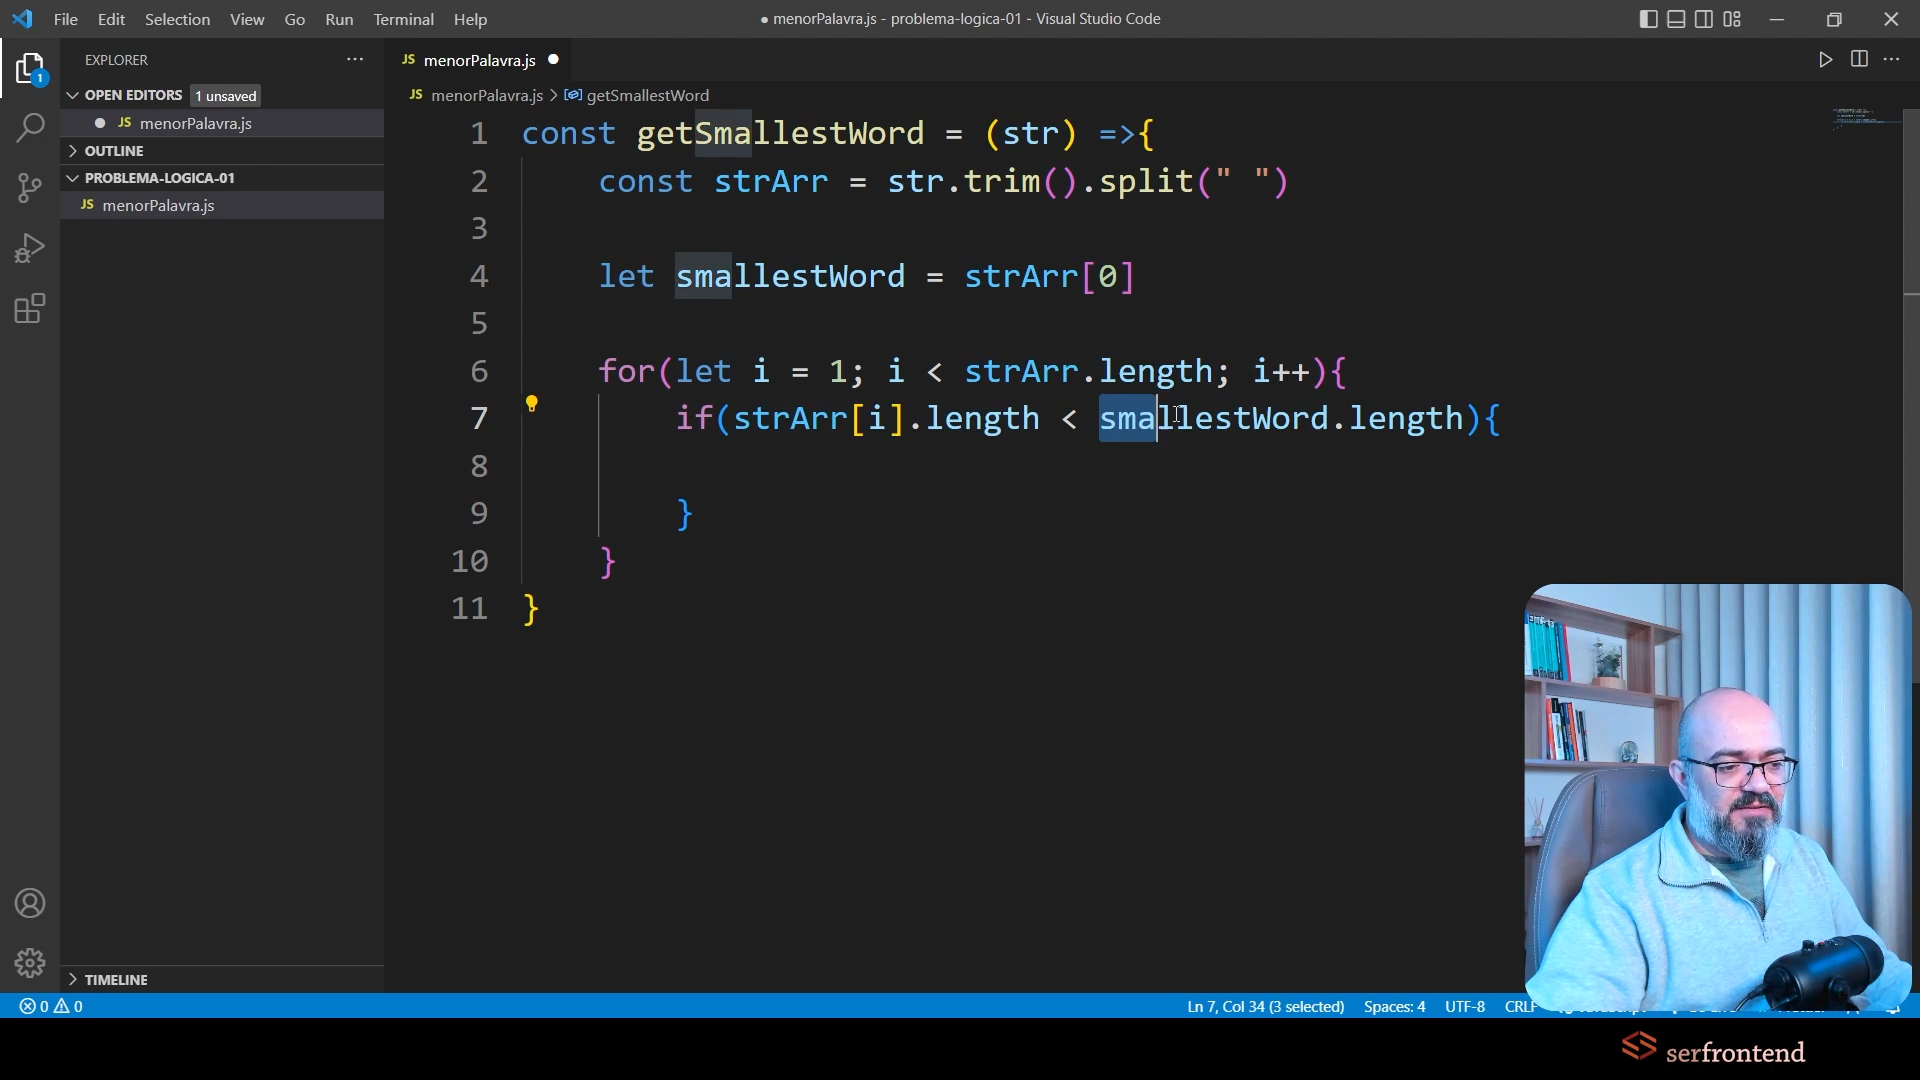 File Edit Selection View Go Run Terminal Help
● menorPalavra.js - problema-logica-01 - Visual Studio Code
EXPLORER
OPEN EDITORS 1 unsaved
JS menorPalavra.js
OUTLINE
PROBLEMA-LOGICA-01
JS menorPalavra.js
TIMELINE
1
JS menorPalavra.js
JS menorPalavra.js > getSmallestWord
1 const getSmallestWord = (str) =>{
2 const strArr = str.trim().split(" ")
3
4 let smallestWord = strArr[0]
5
6 for(let i = 1; i < strArr.length; i++){
7 if(strArr[i].length < smallestWord.length){
8
9 }
10 }
11 }
0 0
Ln 7, Col 34 (3 selected) Spaces: 4 UTF-8 CRLF
serfrontend